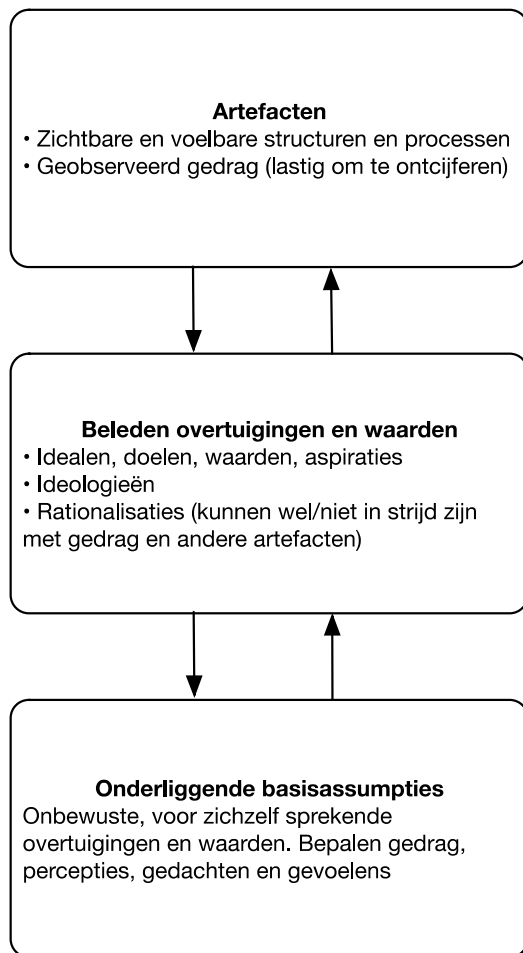 Artefacten
• Zichtbare en voelbare structuren en processen
• Geobserveerd gedrag (lastig om te ontcijferen)
Beleden overtuigingen en waarden
• Idealen, doelen, waarden, aspiraties
• Ideologieën
• Rationalisaties (kunnen wel/niet in strijd zijn
met gedrag en andere artefacten)
Onderliggende basisassumpties
Onbewuste, voor zichzelf sprekende
overtuigingen en waarden. Bepalen gedrag,
percepties, gedachten en gevoelens